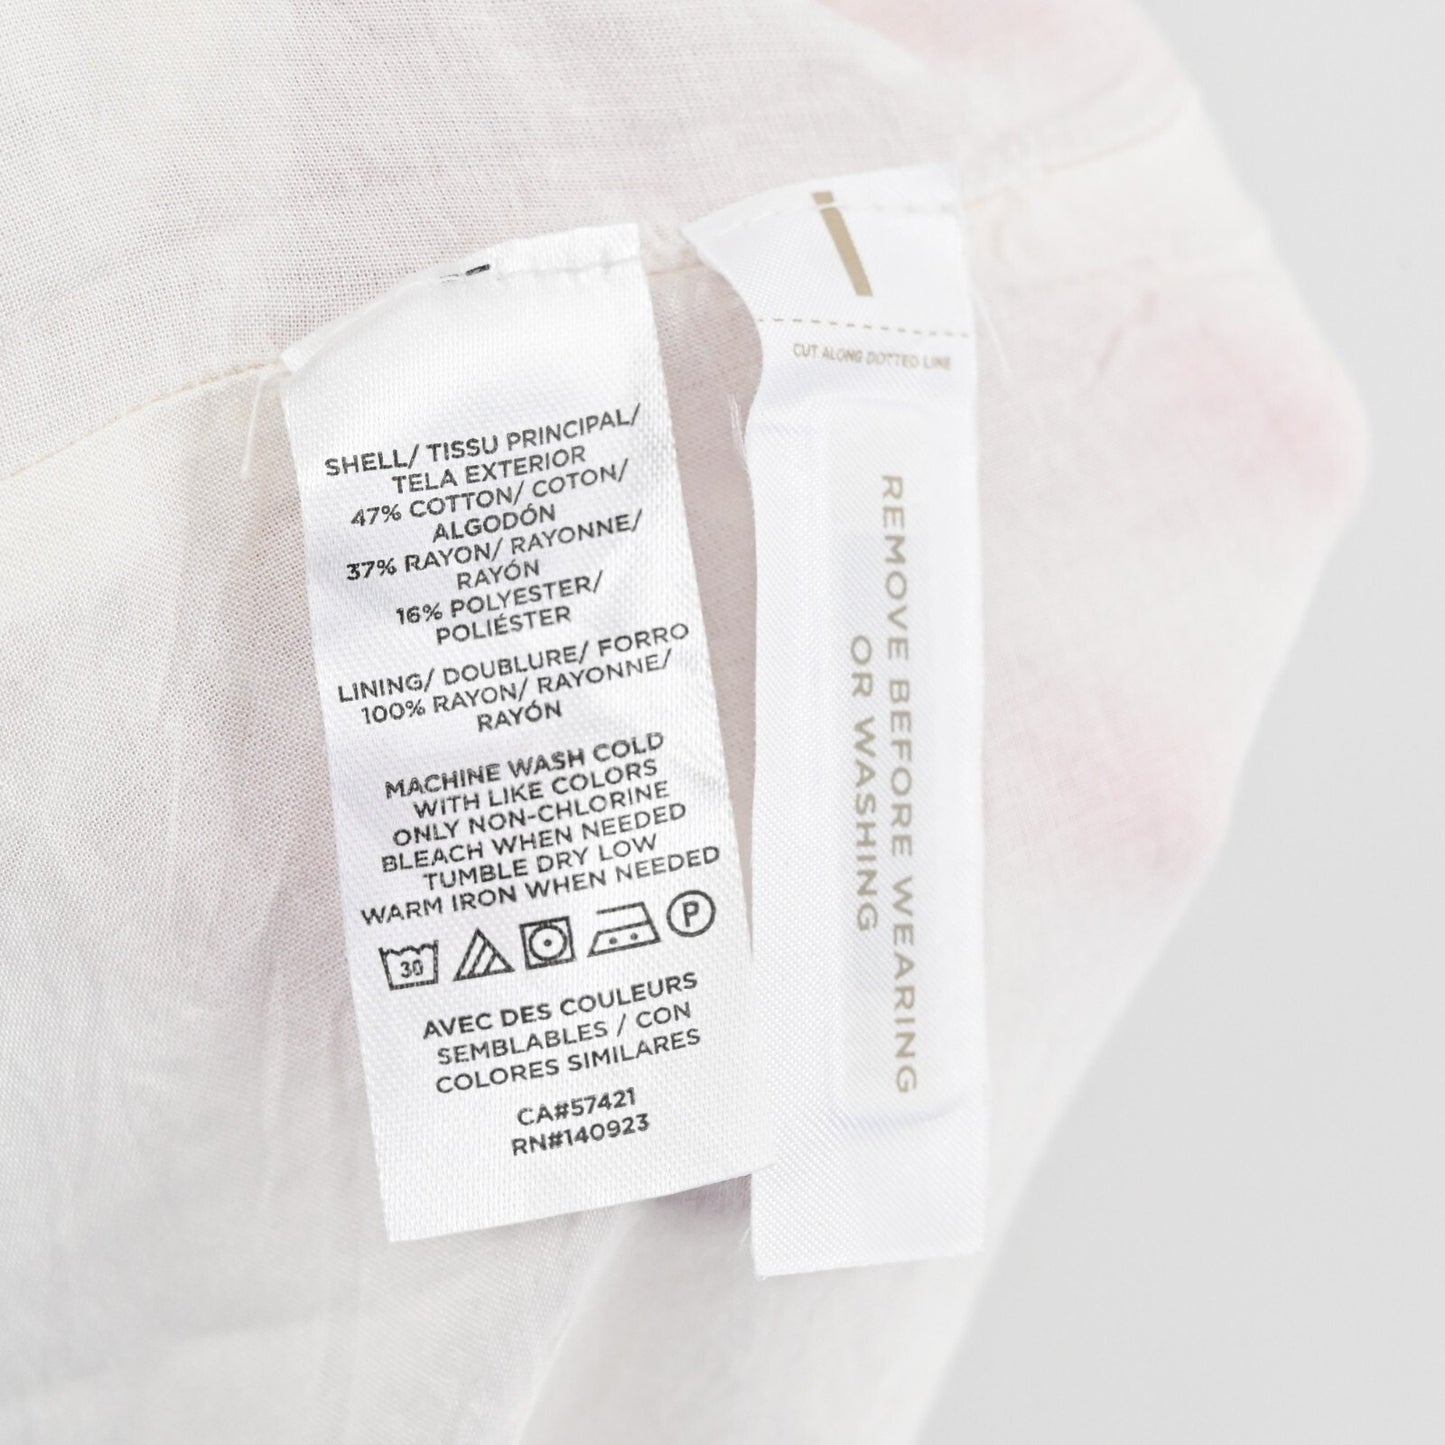 SHELL/ TISSU PRINCIPAL/
TELA EXTERIOR
47% COTTON/ COTON/
ALGODÓN
37% RAYON/ RAYONNE/
RAYÓN
16% POLYESTER/
POLIÉSTER
LINING/ DOUBLURE/ FORRO
100% RAYON/ RAYONNE/
RAYÓN
MACHINE WASH COLD
WITH LIKE COLORS
ONLY NON-CHLORINE
BLEACH WHEN NEEDED
TUMBLE DRY LOW
WARM IRON WHEN NEEDED
30 P
AVEC DES COULEURS
SEMBLABLES / CON
COLORES SIMILARES
CA#57421
RN#140923
CUT ALONG DOTTED LINE
REMOVE BEFORE WEARING
OR WASHING